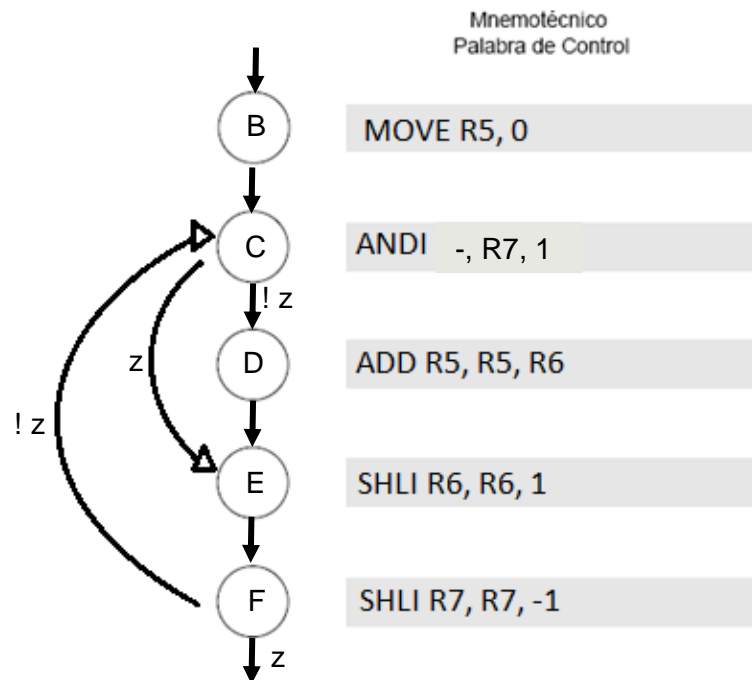 Mnemotécnico
Palabra de Control
B
MOVE R5, 0
C
ANDI -, R7, 1
! z
z
D
ADD R5, R5, R6
! z
E
SHLI R6, R6, 1
F
SHLI R7, R7, -1
z